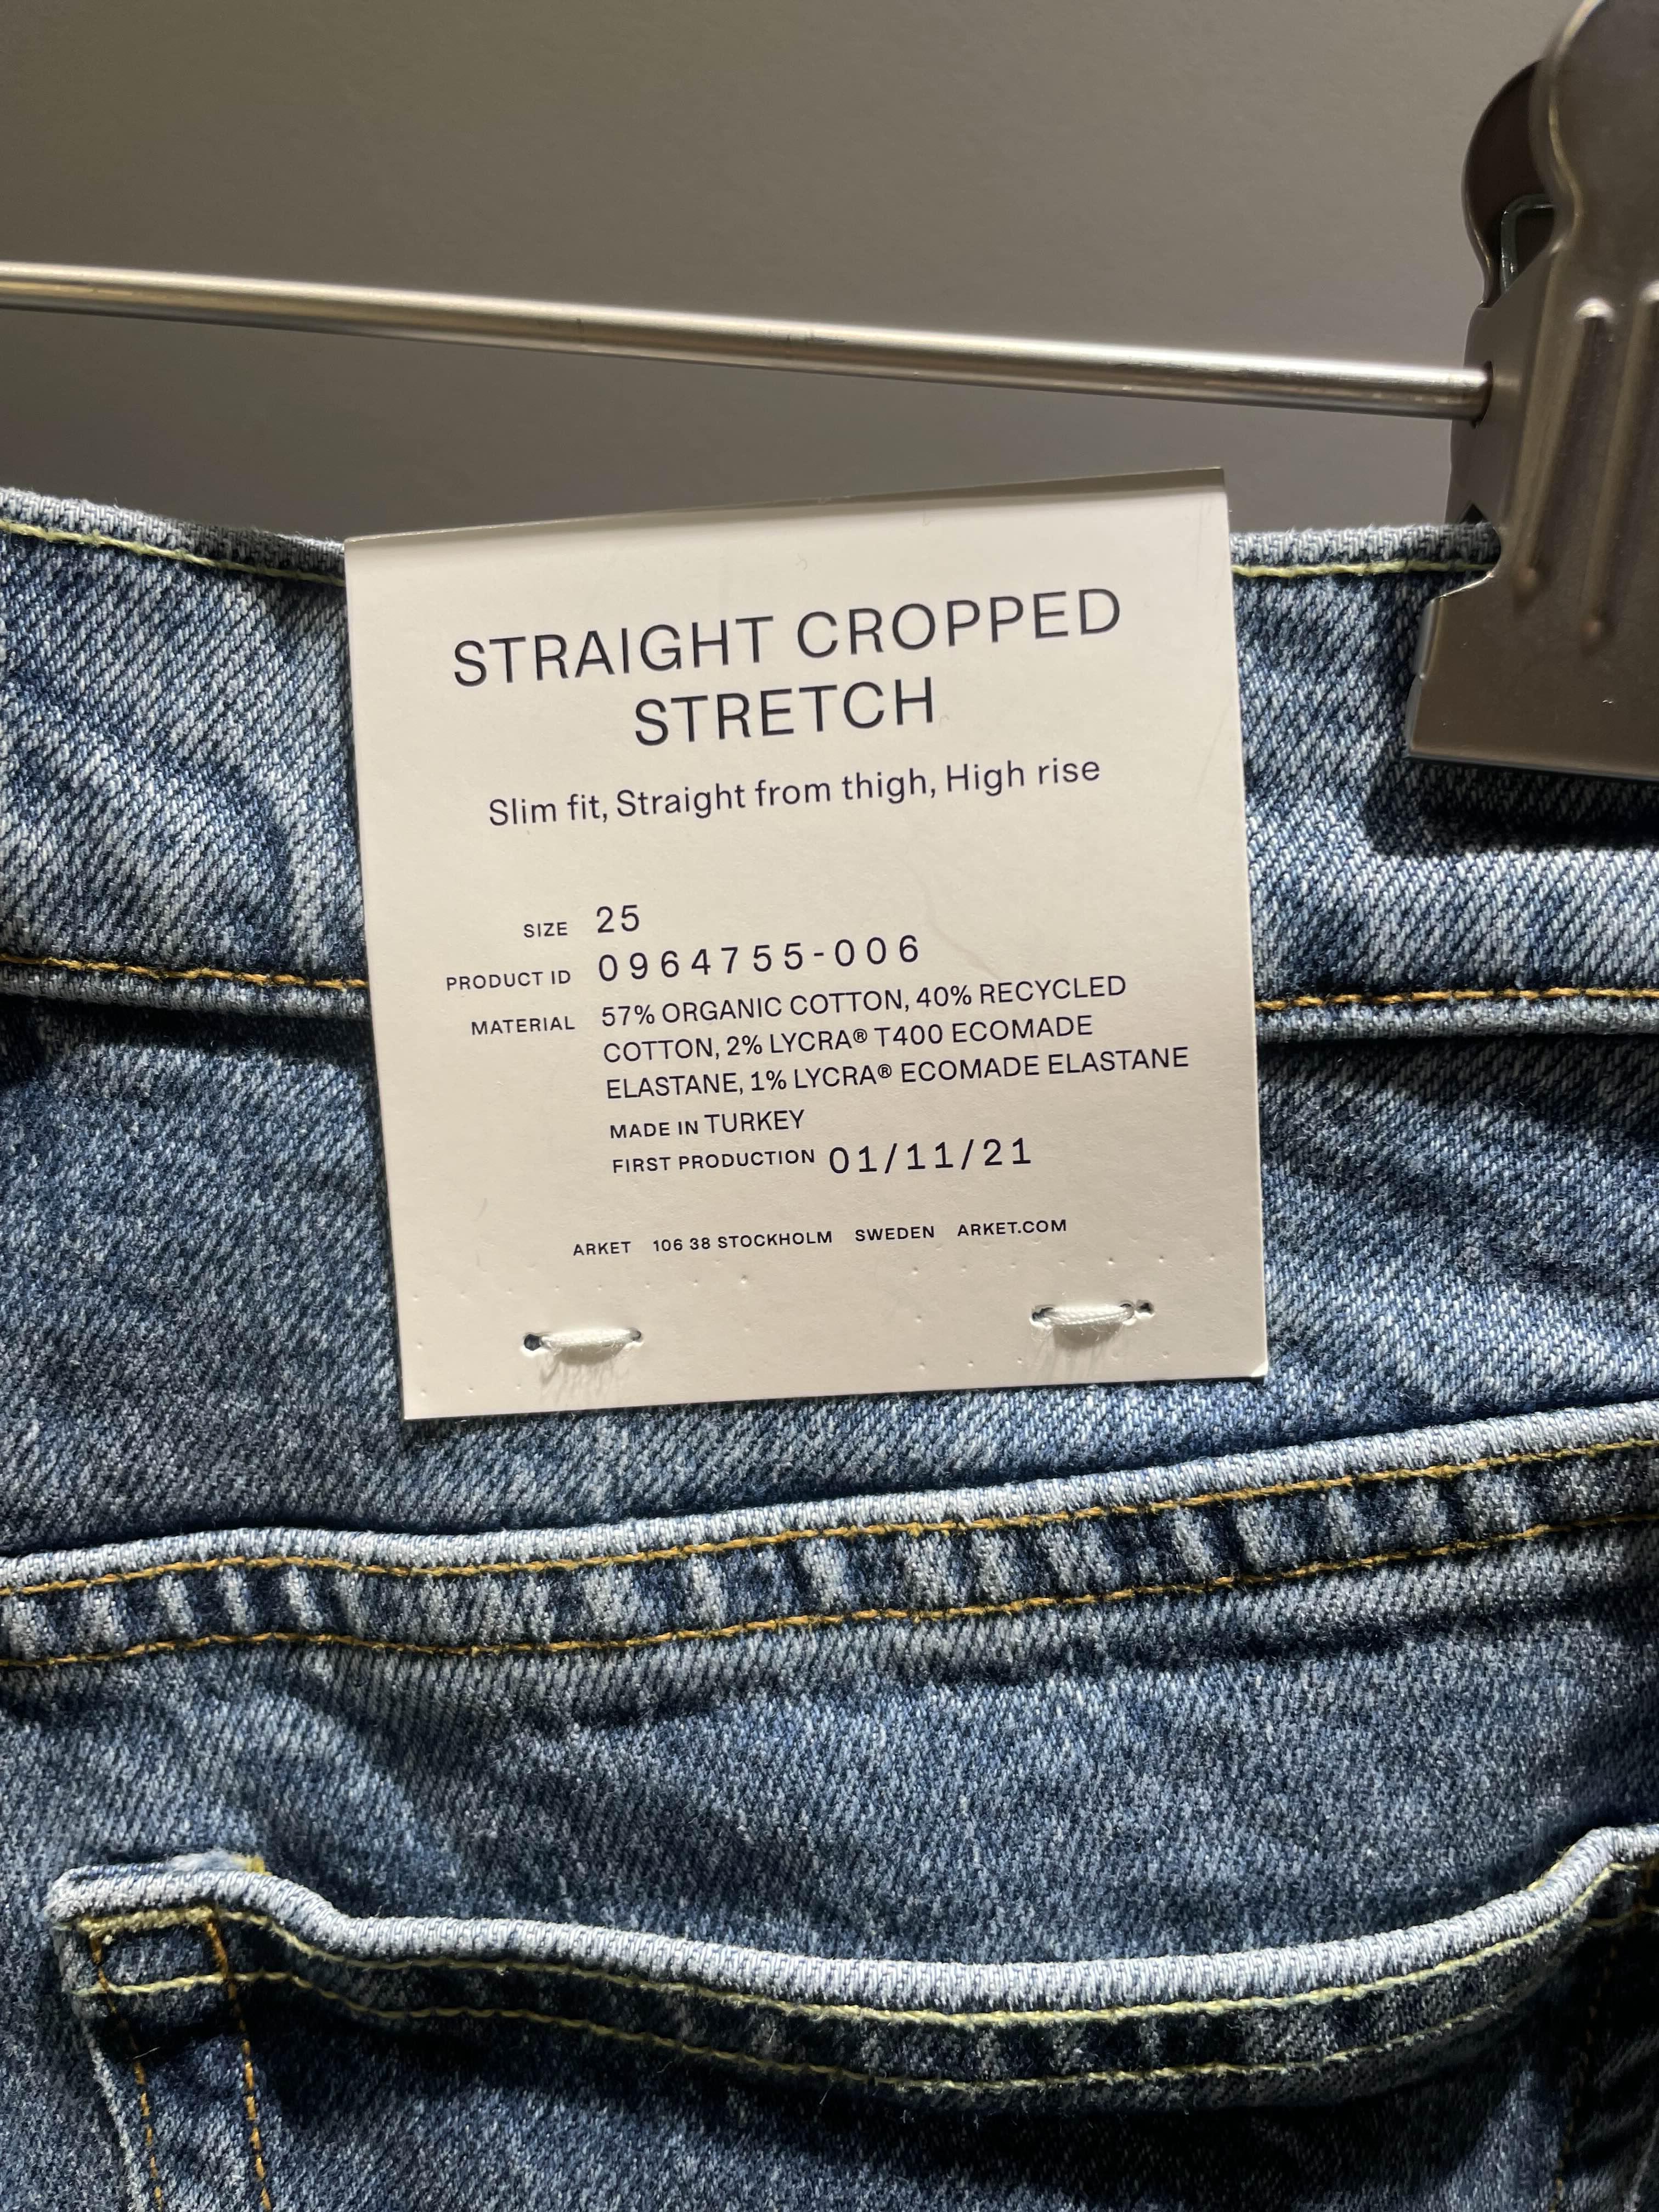 STRAIGHT CROPPED
STRETCH
Slim fit, Straight from thigh, High rise
SIZE 25
PRODUCT ID 0964755-006
MATERIAL 57% ORGANIC COTTON, 40% RECYCLED
COTTON, 2% LYCRA® T400 ECOMADE
ELASTANE, 1% LYCRA® ECOMADE ELASTANE
MADE IN TURKEY
FIRST PRODUCTION 01/11/21
ARKET 106 38 STOCKHOLM SWEDEN ARKET.COM